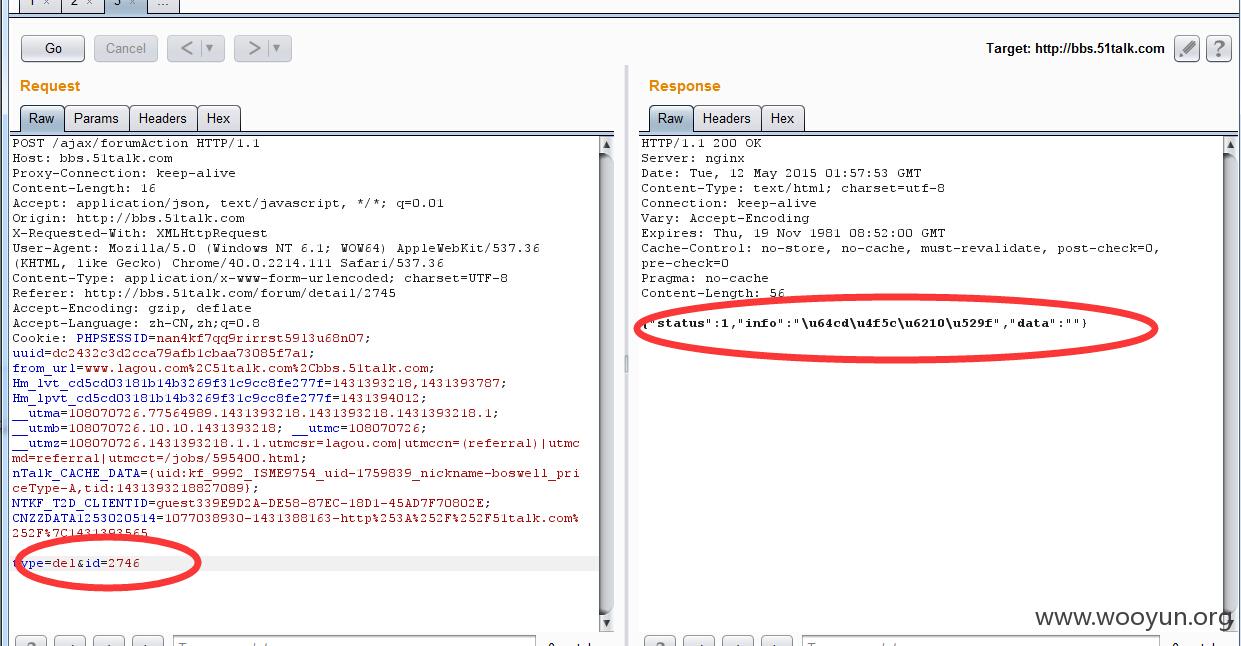 1 × 2 × 3 × ...
Go Cancel < > Target: http://bbs.51talk.com ?
Request
Raw Params Headers Hex
POST /ajax/forumAction HTTP/1.1
Host: bbs.51talk.com
Proxy-Connection: keep-alive
Content-Length: 16
Accept: application/json, text/javascript, */*; q=0.01
Origin: http://bbs.51talk.com
X-Requested-With: XMLHttpRequest
User-Agent: Mozilla/5.0 (Windows NT 6.1; WOW64) AppleWebKit/537.36
(KHTML, like Gecko) Chrome/40.0.2214.111 Safari/537.36
Content-Type: application/x-www-form-urlencoded; charset=UTF-8
Referer: http://bbs.51talk.com/forum/detail/2745
Accept-Encoding: gzip, deflate
Accept-Language: zh-CN,zh;q=0.8
Cookie: PHPSESSID=nan4kf7qq9rirrst5913u68n07;
uuid=dc2432c3d2cca79afb1cbaa73085f7a1;
from_url=www.lagou.com%2C51talk.com%2Cbbs.51talk.com;
Hm_lvt_cd5cd03181b14b3269f31c9cc8fe277f=1431393218,1431393787;
Hm_lpvt_cd5cd03181b14b3269f31c9cc8fe277f=1431394012;
__utma=108070726.77564989.1431393218.1431393218.1431393218.1;
__utmb=108070726.10.10.1431393218; __utmc=108070726;
__utmz=108070726.1431393218.1.1.utmcsr=lagou.com|utmccn=(referral)|utmc
md=referral|utmcct=/jobs/595400.html;
nTalk_CACHE_DATA={uid:kf_9992_ISME9754_uid-1759839_nickname-boswell_pri
ceType-A,tid:1431393218827089};
NTKF_T2D_CLIENTID=guest339E9D2A-DE58-87EC-18D1-45AD7F70802E;
CNZZDATA1253020514=1077038930-1431388163-http%253A%252F%252F51talk.com%
252F%7C1431393565
type=del&id=2746
Response
Raw Headers Hex
HTTP/1.1 200 OK
Server: nginx
Date: Tue, 12 May 2015 01:57:53 GMT
Content-Type: text/html; charset=utf-8
Connection: keep-alive
Vary: Accept-Encoding
Expires: Thu, 19 Nov 1981 08:52:00 GMT
Cache-Control: no-store, no-cache, must-revalidate, post-check=0,
pre-check=0
Pragma: no-cache
Content-Length: 56
{"status":1,"info":"\u64cd\u4f5c\u6210\u529f","data":""}
www.wooyun.org